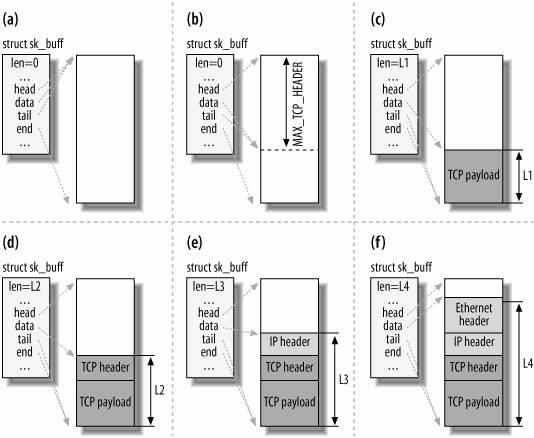 (a)
struct sk_buff
len=0
...
head
data
tail
end
...
(b)
struct sk_buff
len=0
...
head
data
tail
end
...
MAX_TCP_HEADER
(c)
struct sk_buff
len=L1
...
head
data
tail
end
...
TCP payload
L1
(d)
struct sk_buff
len=L2
...
head
data
tail
end
...
TCP header
TCP payload
L2
(e)
struct sk_buff
len=L3
...
head
data
tail
end
...
IP header
TCP header
TCP payload
L3
(f)
struct sk_buff
len=L4
...
head
data
tail
end
...
Ethernet
header
IP header
TCP header
TCP payload
L4